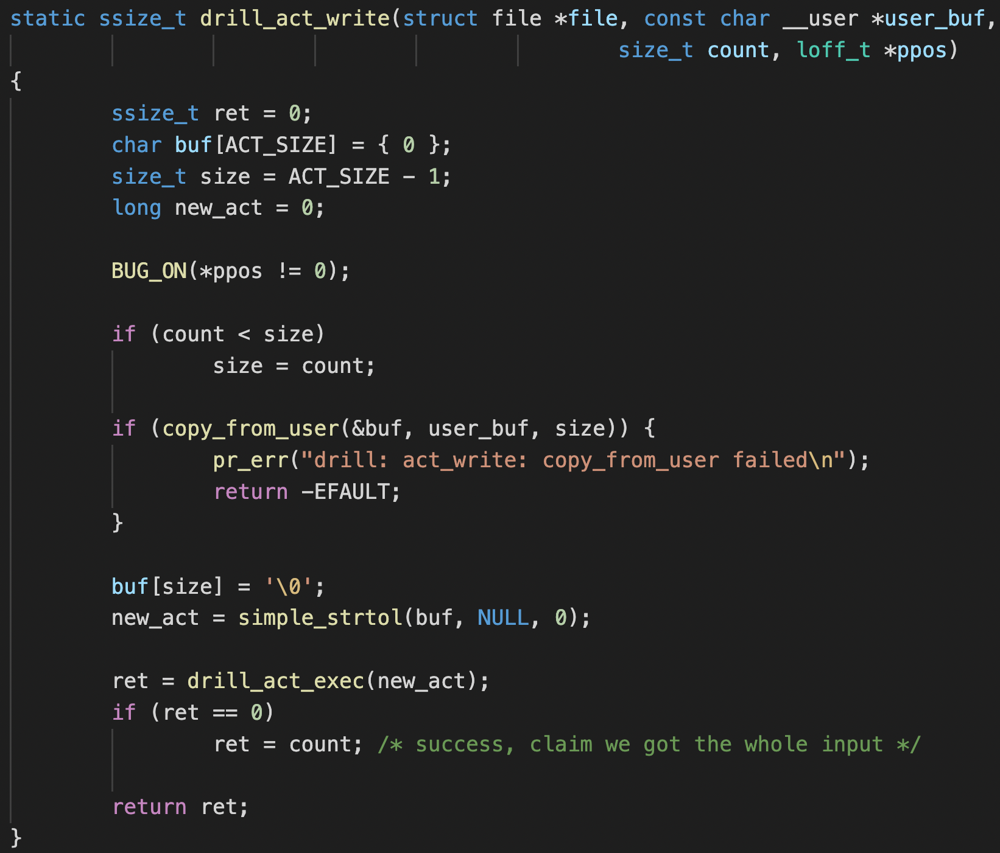 static ssize_t drill_act_write(struct file *file, const char __user *user_buf,
size_t count, loff_t *ppos)
{
ssize_t ret = 0;
char buf[ACT_SIZE] = { 0 };
size_t size = ACT_SIZE - 1;
long new_act = 0;
BUG_ON(*ppos != 0);
if (count < size)
size = count;
if (copy_from_user(&buf, user_buf, size)) {
pr_err("drill: act_write: copy_from_user failed\n");
return -EFAULT;
}
buf[size] = '\0';
new_act = simple_strtol(buf, NULL, 0);
ret = drill_act_exec(new_act);
if (ret == 0)
ret = count; /* success, claim we got the whole input */
return ret;
}